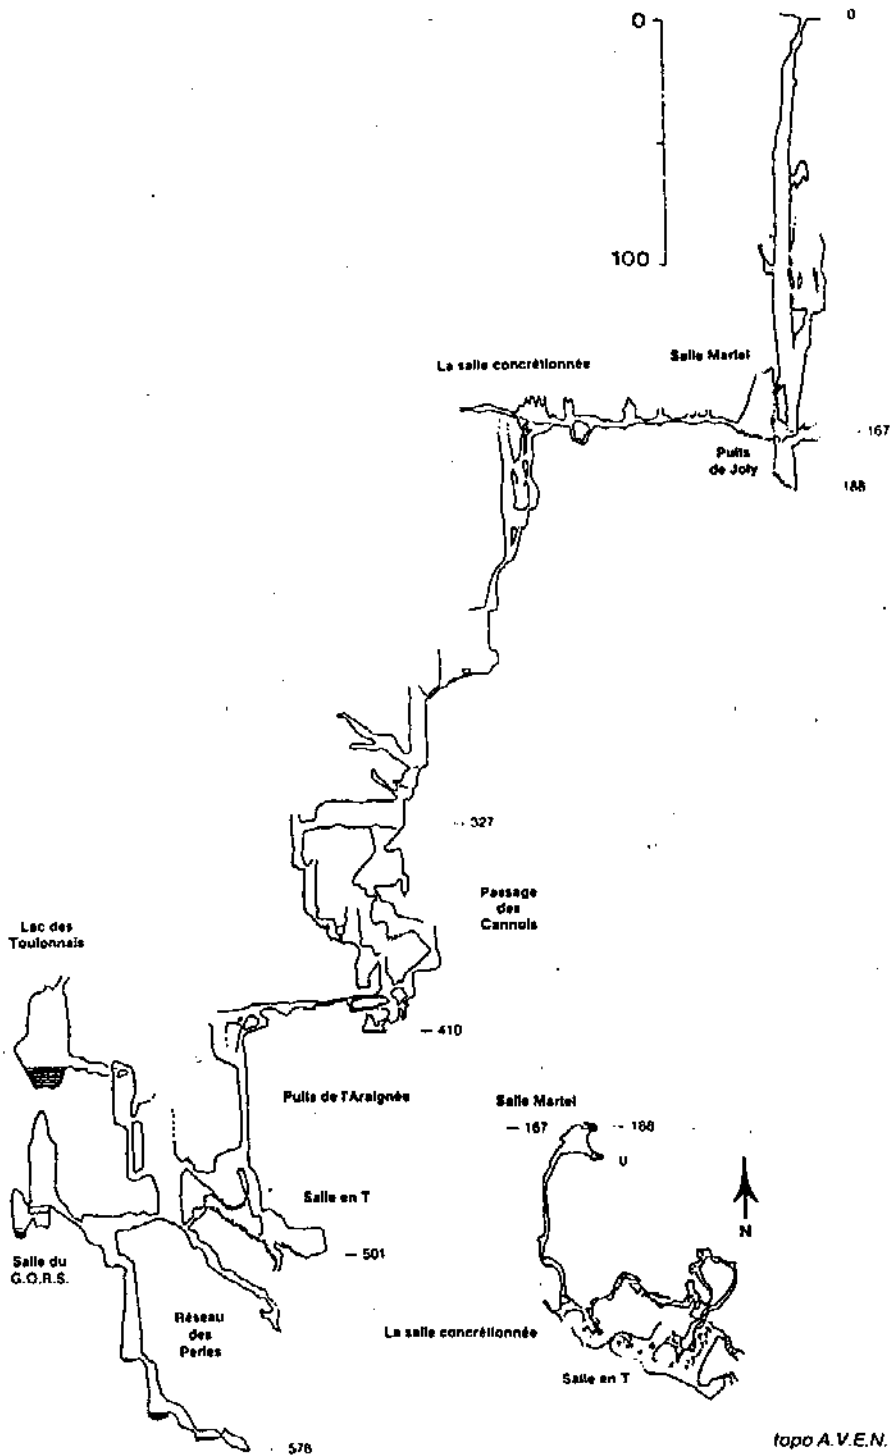 0
0
100
La salle concrétionnée
Salle Martel
- 167
Puits
de Joly
188
- 327
Passage
des
Cannois
Lac des
Toulonnais
- 410
Puits de l'Araignée
Salle en T
- 501
Salle du
G.O.R.S.
Réseau
des
Perles
- 578
Salle Martel
- 167
- 188
N
La salle concrétionnée
Salle en T
topo A.V.E.N.